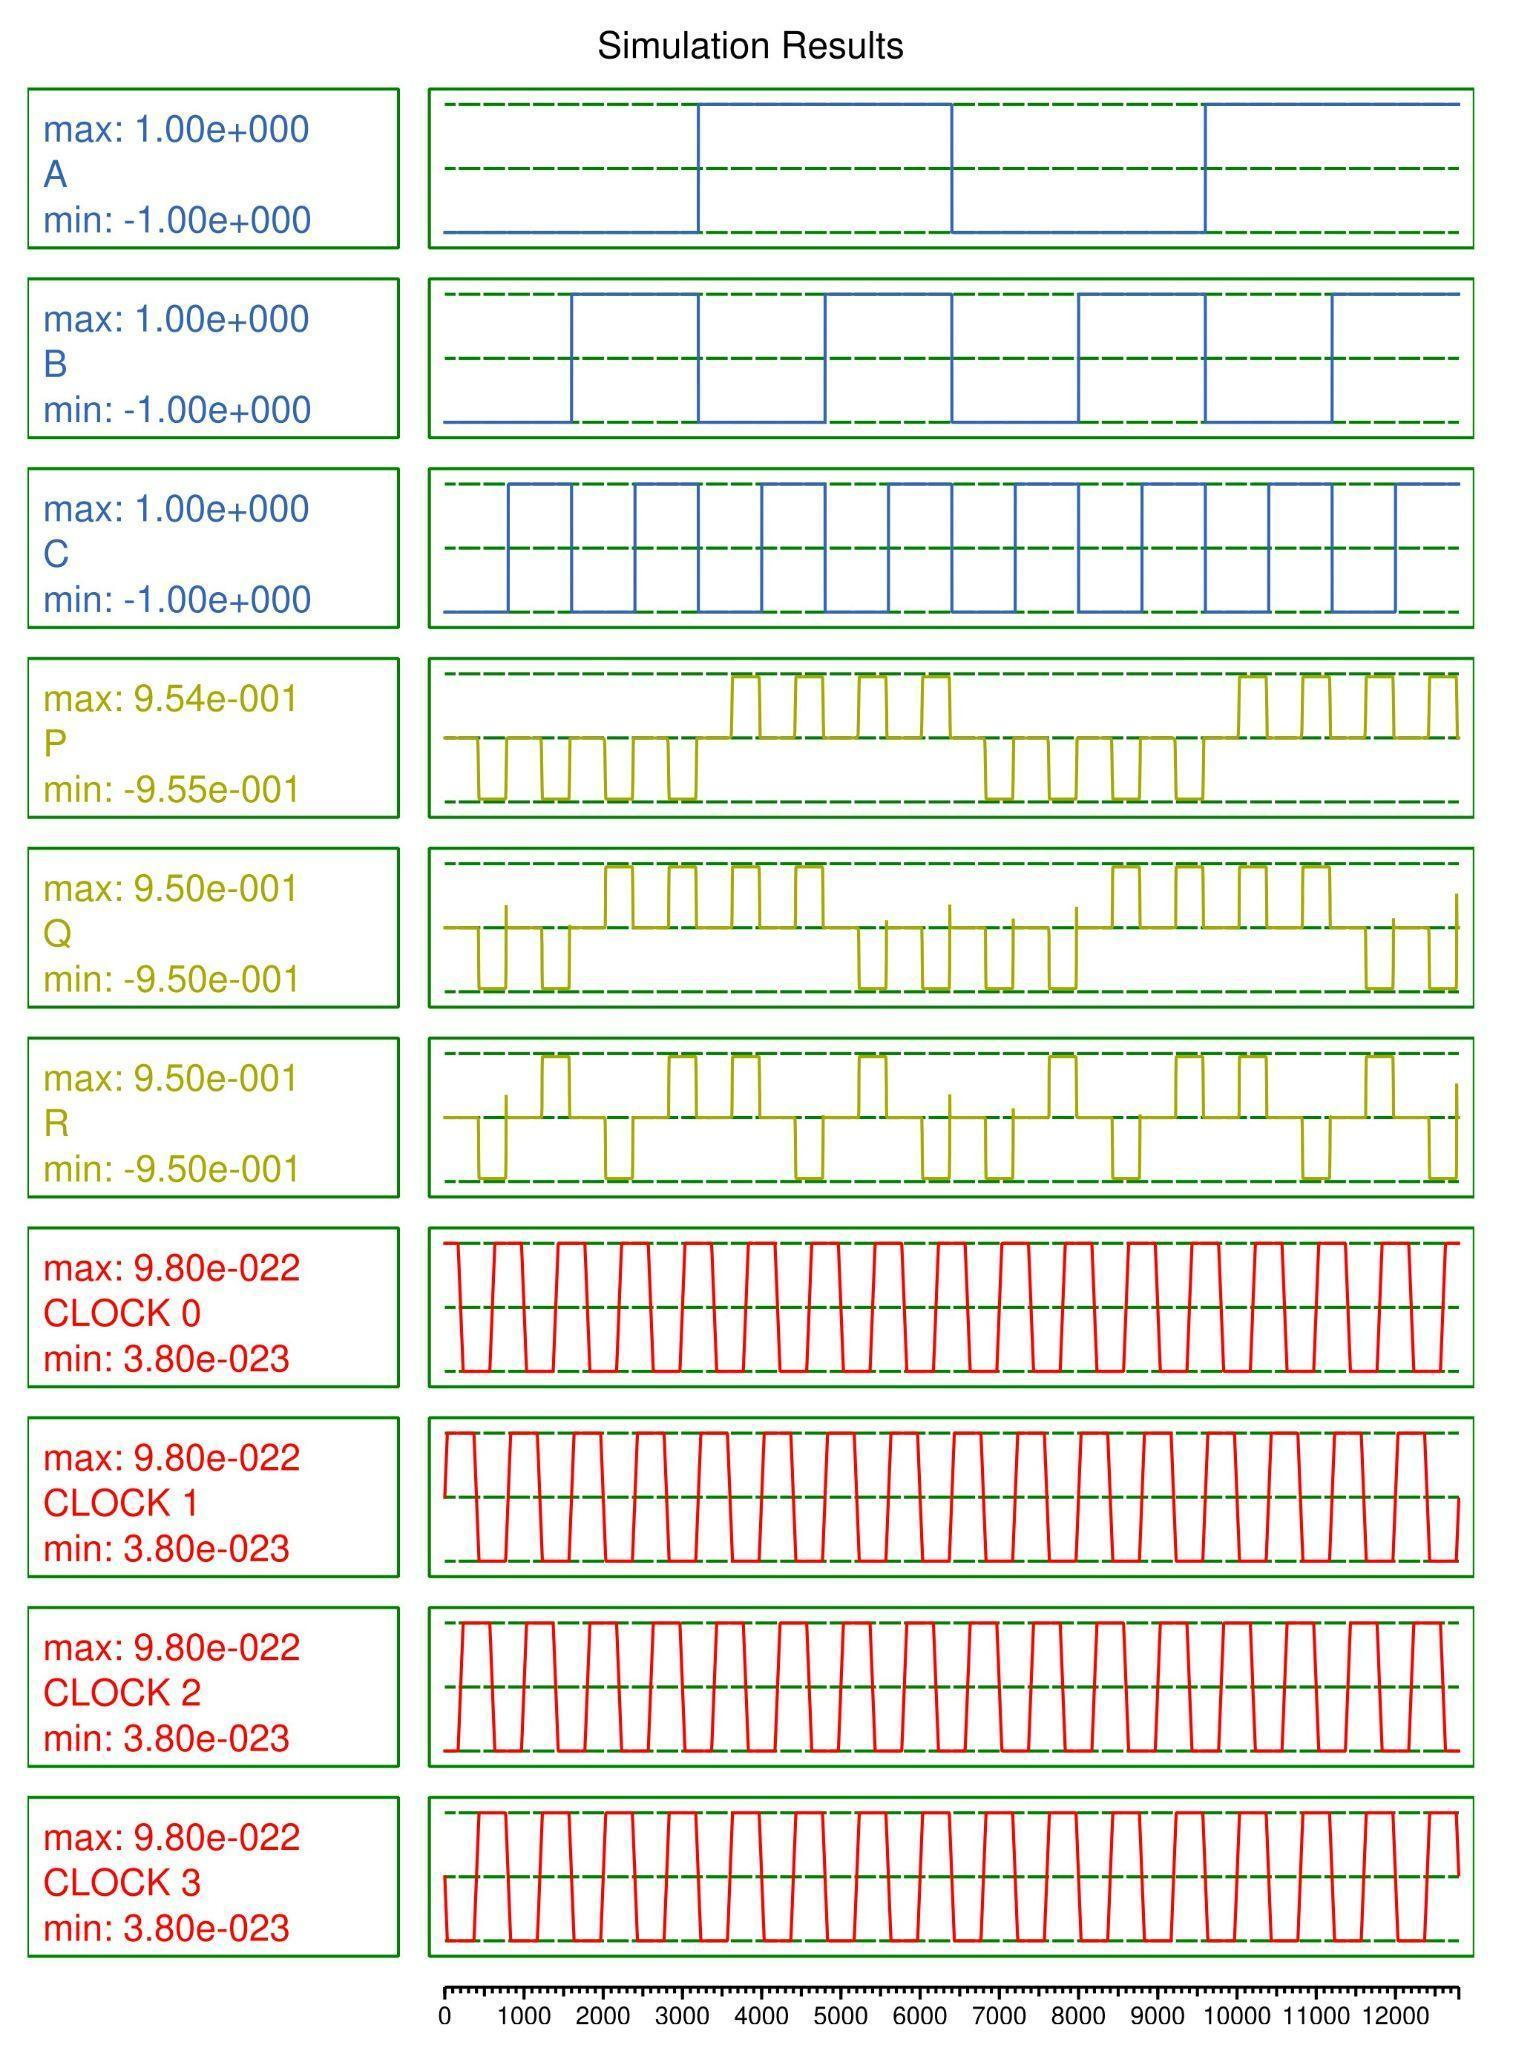 Simulation Results
max: 1.00e+000
A
min: -1.00e+000
max: 1.00e+000
B
min: -1.00e+000
max: 1.00e+000
C
min: -1.00e+000
max: 9.54e-001
P
min: -9.55e-001
max: 9.50e-001
Q
min: -9.50e-001
max: 9.50e-001
R
min: -9.50e-001
max: 9.80e-022
CLOCK 0
min: 3.80e-023
max: 9.80e-022
CLOCK 1
min: 3.80e-023
max: 9.80e-022
CLOCK 2
min: 3.80e-023
max: 9.80e-022
CLOCK 3
min: 3.80e-023
0 1000 2000 3000 4000 5000 6000 7000 8000 9000 10000 11000 12000